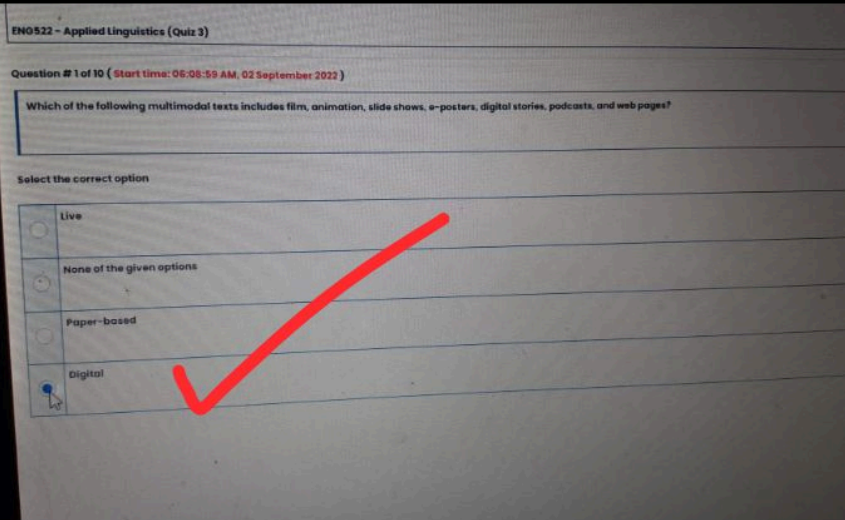 ENG522 - Applied Linguistics (Quiz 3)
Question # 1 of 10 ( Start time: 06:08:59 AM, 02 September 2022 )
Which of the following multimodal texts includes film, animation, slide shows, e-posters, digital stories, podcasts, and web pages?
Select the correct option
Live
None of the given options
Paper-based
Digital